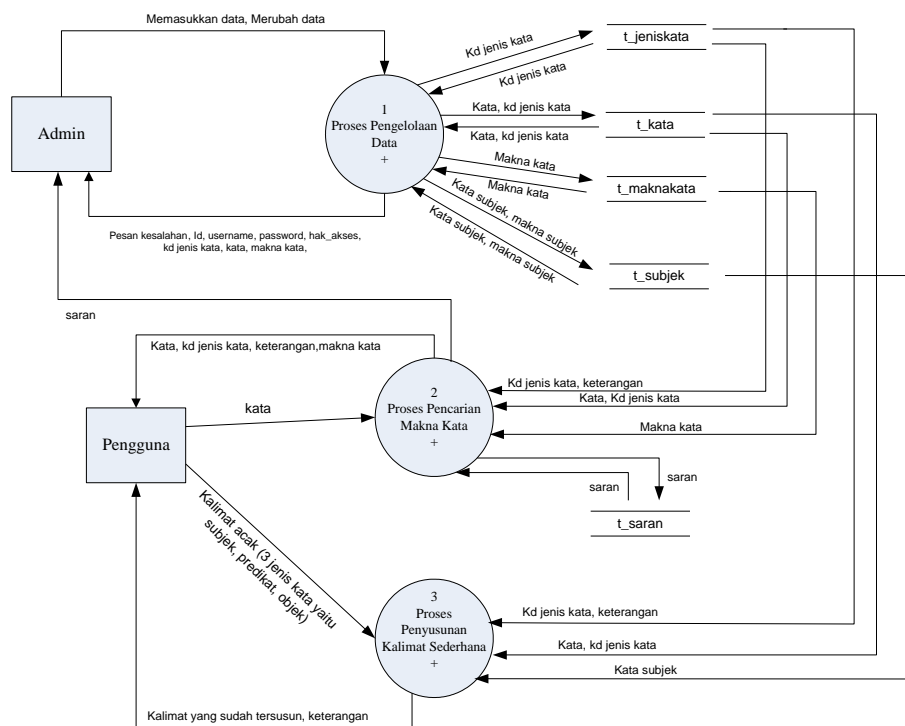 Memasukkan data, Merubah data
Kd jenis kata
t_jeniskata
Kd jenis kata
Admin
1
Proses Pengelolaan
Data
+
Kata, kd jenis kata
Kata, kd jenis kata
t_kata
Makna kata
Makna kata
t_maknakata
Kata subjek, makna subjek
Kata subjek, makna subjek
t_subjek
Pesan kesalahan, Id, username, password, hak_akses,
kd jenis kata, kata, makna kata,
saran
Kata, kd jenis kata, keterangan,makna kata
2
Proses Pencarian
Makna Kata
+
Kd jenis kata, keterangan
Kata, Kd jenis kata
Makna kata
Pengguna
kata
saran
saran
t_saran
Kalimat acak (3 jenis kata yaitu
subjek, predikat, objek)
3
Proses
Penyusunan
Kalimat Sederhana
+
Kd jenis kata, keterangan
Kata, kd jenis kata
Kata subjek
Kalimat yang sudah tersusun, keterangan